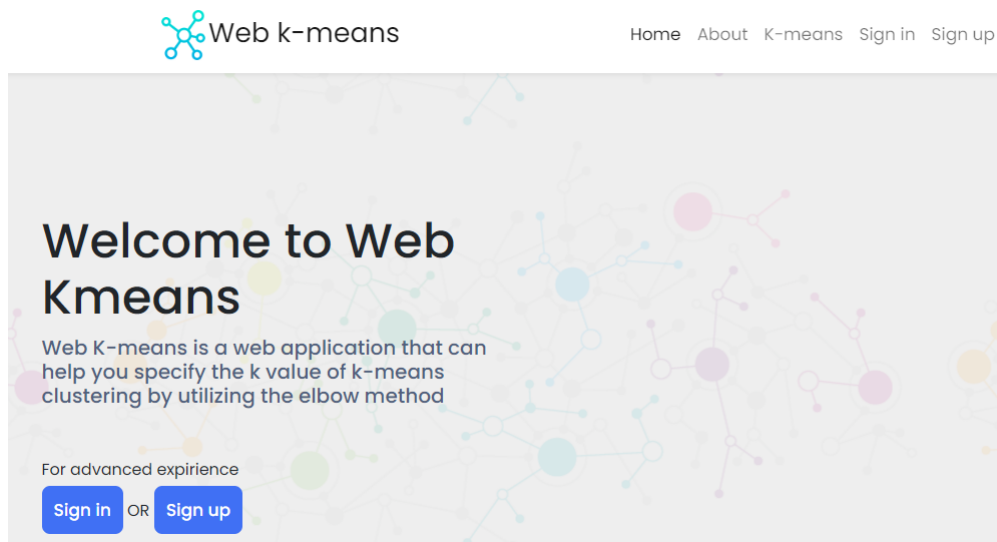 Web k-means
Home About K-means Sign in Sign up
Welcome to Web
Kmeans
Web K-means is a web application that can
help you specify the k value of k-means
clustering by utilizing the elbow method
For advanced expirience
Sign in OR Sign up